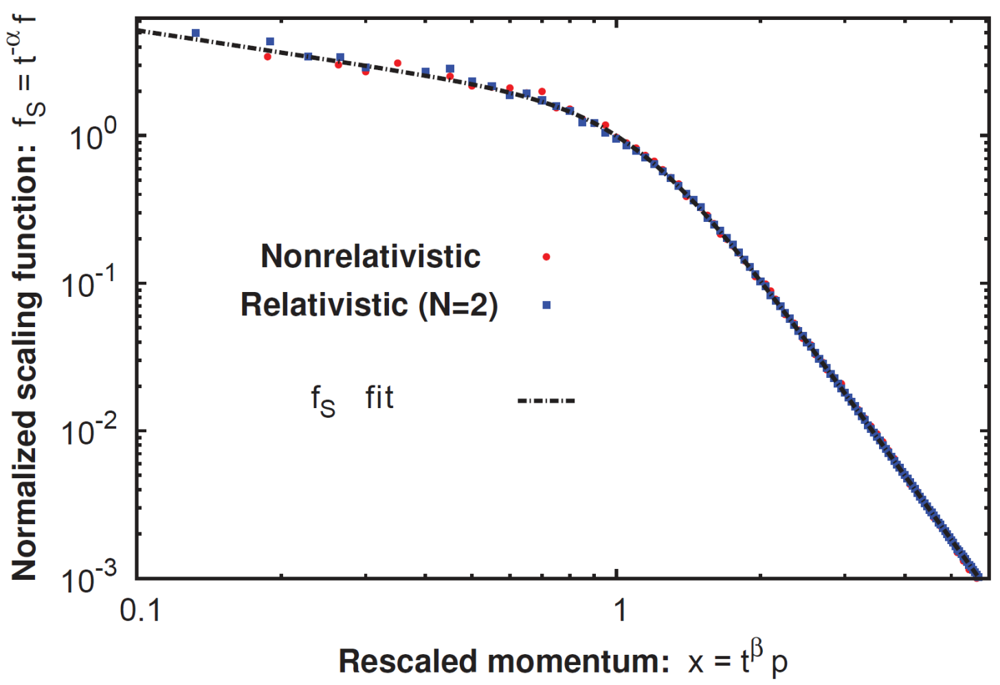 Normalized scaling function: f_S = t^-α f
10^0
10^-1
10^-2
10^-3
Nonrelativistic
Relativistic (N=2)
f_S fit
0.1
1
Rescaled momentum: x = t^β p